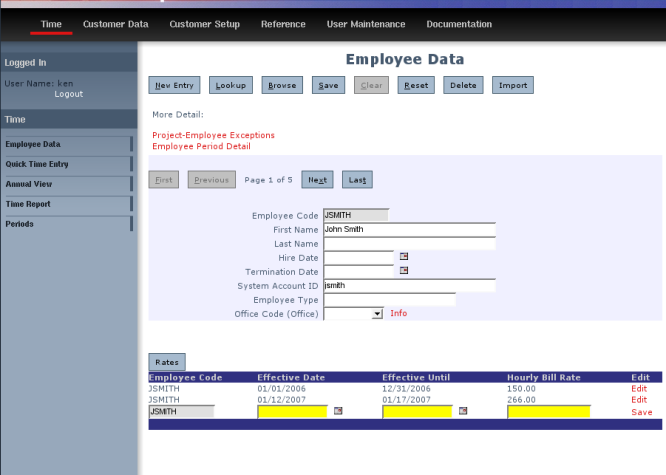 Time Customer Data Customer Setup Reference User Maintenance Documentation
Logged In
User Name: ken
Logout
Time
Employee Data
Quick Time Entry
Annual View
Time Report
Periods
Employee Data
New Entry Lookup Browse Save Clear Reset Delete Import
More Detail:
Project-Employee Exceptions
Employee Period Detail
First Previous Page 1 of 5 Next Last
Employee Code JSMITH
First Name John Smith
Last Name
Hire Date
Termination Date
System Account ID jsmith
Employee Type
Office Code (Office) Info
Rates
Employee Code Effective Date Effective Until Hourly Bill Rate Edit
JSMITH 01/01/2006 12/31/2006 150.00 Edit
JSMITH 01/12/2007 01/17/2007 266.00 Edit
JSMITH Save